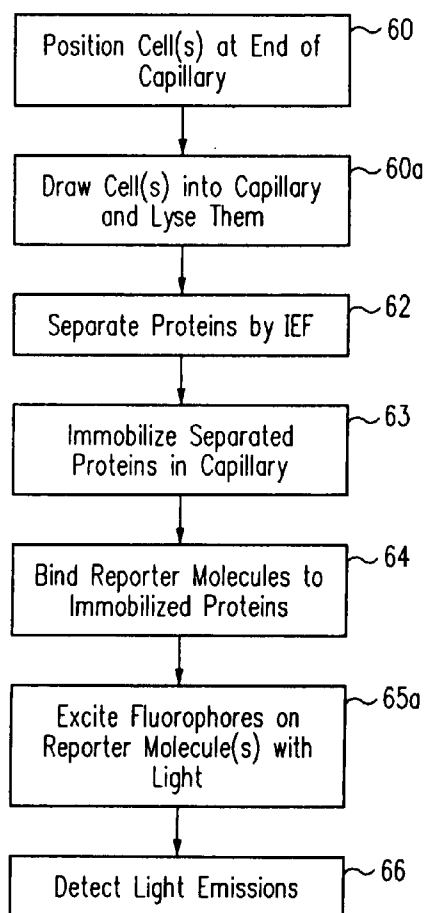 60
Position Cell(s) at End of
Capillary
60a
Draw Cell(s) into Capillary
and Lyse Them
62
Separate Proteins by IEF
63
Immobilize Separated
Proteins in Capillary
64
Bind Reporter Molecules to
Immobilized Proteins
65a
Excite Fluorophores on
Reporter Molecule(s) with
Light
66
Detect Light Emissions